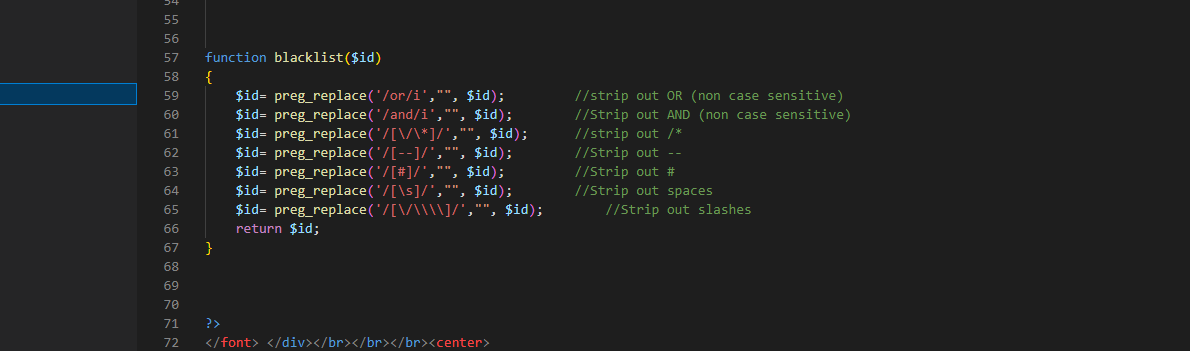 54
55
56
57 function blacklist($id)
58 {
59 $id= preg_replace('/or/i',"", $id); //strip out OR (non case sensitive)
60 $id= preg_replace('/and/i',"", $id); //Strip out AND (non case sensitive)
61 $id= preg_replace('/[\/\*]/',"", $id); //strip out /*
62 $id= preg_replace('/[--]/',"", $id); //Strip out --
63 $id= preg_replace('/[#]/',"", $id); //Strip out #
64 $id= preg_replace('/[\s]/',"", $id); //Strip out spaces
65 $id= preg_replace('/[\/\\\\]/',"", $id); //Strip out slashes
66 return $id;
67 }
68
69
70
71 ?>
72 </font> </div></br></br></br><center>